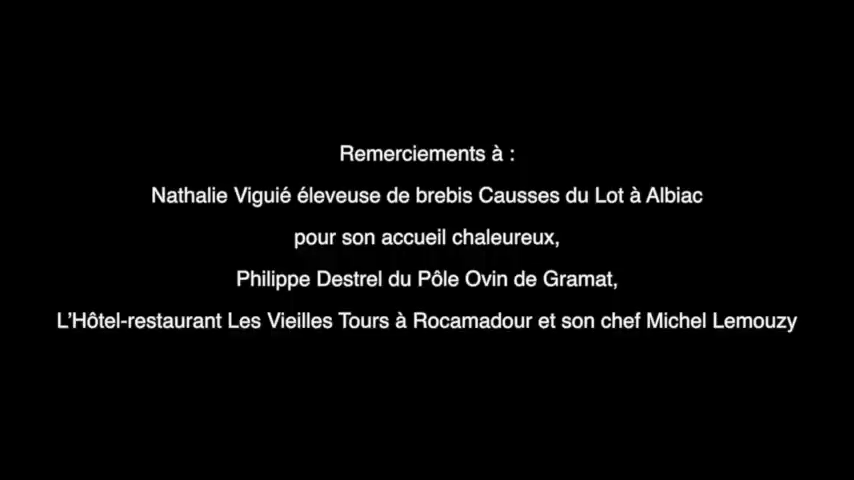 Remerciements à :
Nathalie Viguié éleveuse de brebis Causses du Lot à Albiac
pour son accueil chaleureux,
Philippe Destrel du Pôle Ovin de Gramat,
L'Hôtel-restaurant Les Vieilles Tours à Rocamadour et son chef Michel Lemouzy